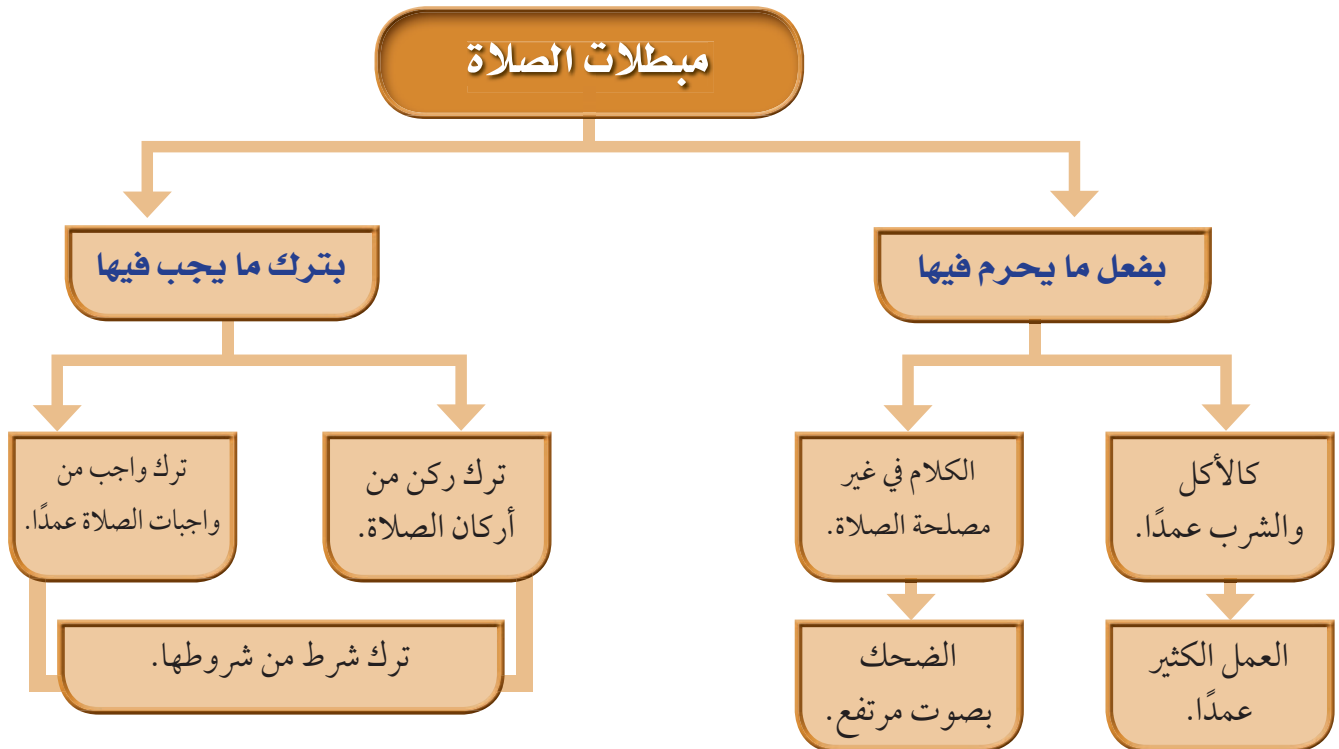 مبطلات الصلاة
بفعل ما يحرم فيها
بترك ما يجب فيها
كالأكل
والشرب عمدًا.
الكلام في غير
مصلحة الصلاة.
ترك ركن من
أركان الصلاة.
ترك واجب من
واجبات الصلاة عمدًا.
العمل الكثير
عمدًا.
الضحك
بصوت مرتفع.
ترك شرط من شروطها.